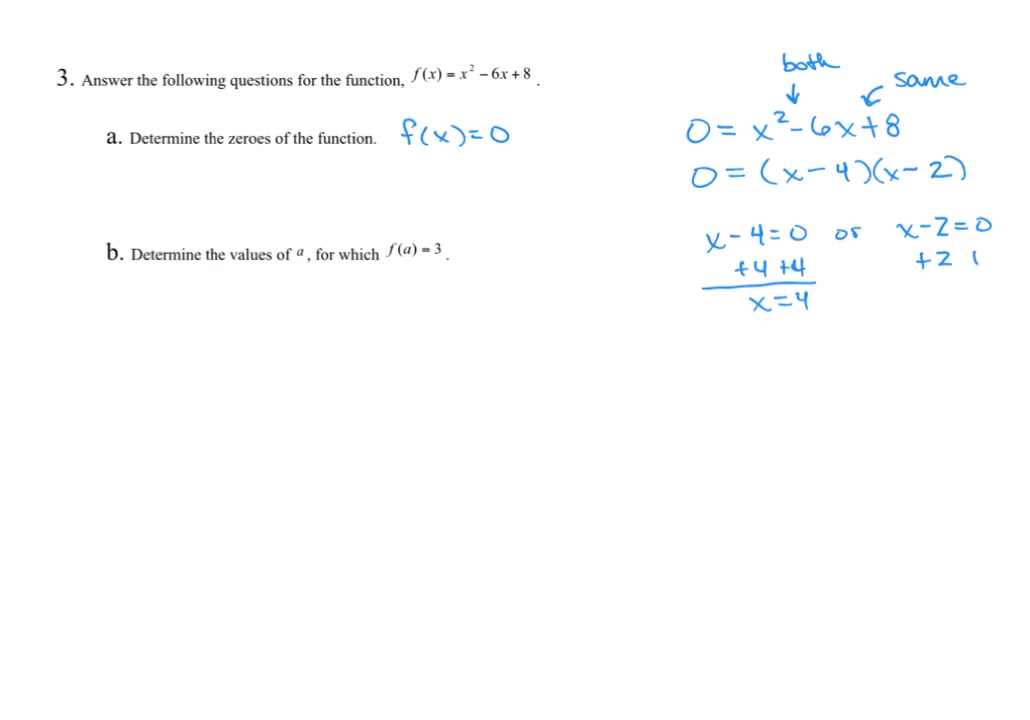 3. Answer the following questions for the function, f(x) = x² – 6x + 8 .
a. Determine the zeroes of the function. f(x)=0
b. Determine the values of a , for which f(a) = 3 .
both
same
0 = x² - 6x + 8
0 = (x - 4)(x - 2)
x - 4 = 0 or x - 2 = 0
+4 +4 +2
x = 4